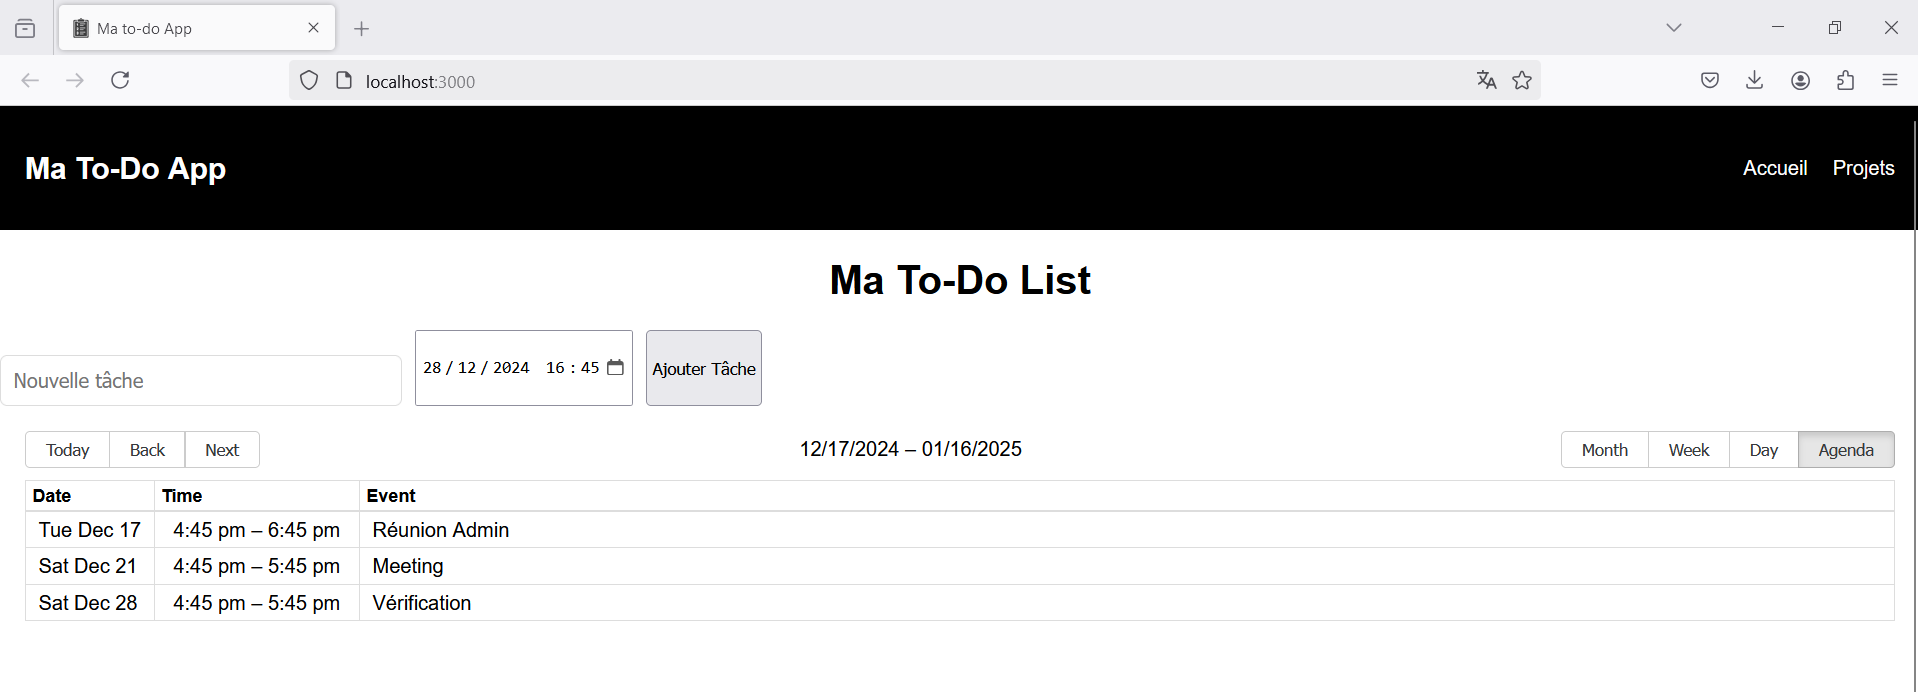 Ma to-do App
localhost:3000
Ma To-Do App
Accueil Projets
Ma To-Do List
Nouvelle tâche 28/12/2024 16:45 Ajouter Tâche
Today Back Next 12/17/2024 – 01/16/2025 Month Week Day Agenda
Date Time Event
Tue Dec 17 4:45 pm – 6:45 pm Réunion Admin
Sat Dec 21 4:45 pm – 5:45 pm Meeting
Sat Dec 28 4:45 pm – 5:45 pm Vérification